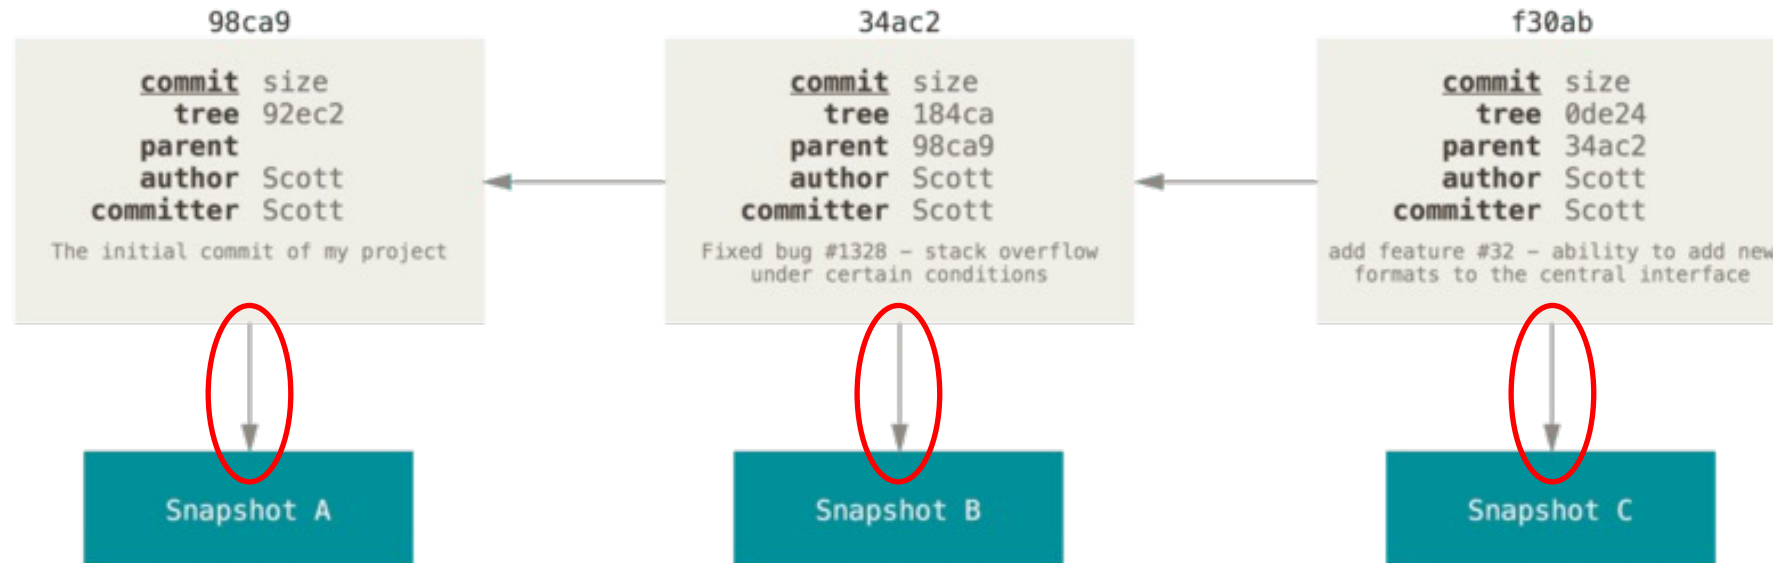 98ca9
commit size
tree 92ec2
parent
author Scott
committer Scott
The initial commit of my project
Snapshot A
34ac2
commit size
tree 184ca
parent 98ca9
author Scott
committer Scott
Fixed bug #1328 – stack overflow
under certain conditions
Snapshot B
f30ab
commit size
tree 0de24
parent 34ac2
author Scott
committer Scott
add feature #32 – ability to add new
formats to the central interface
Snapshot C